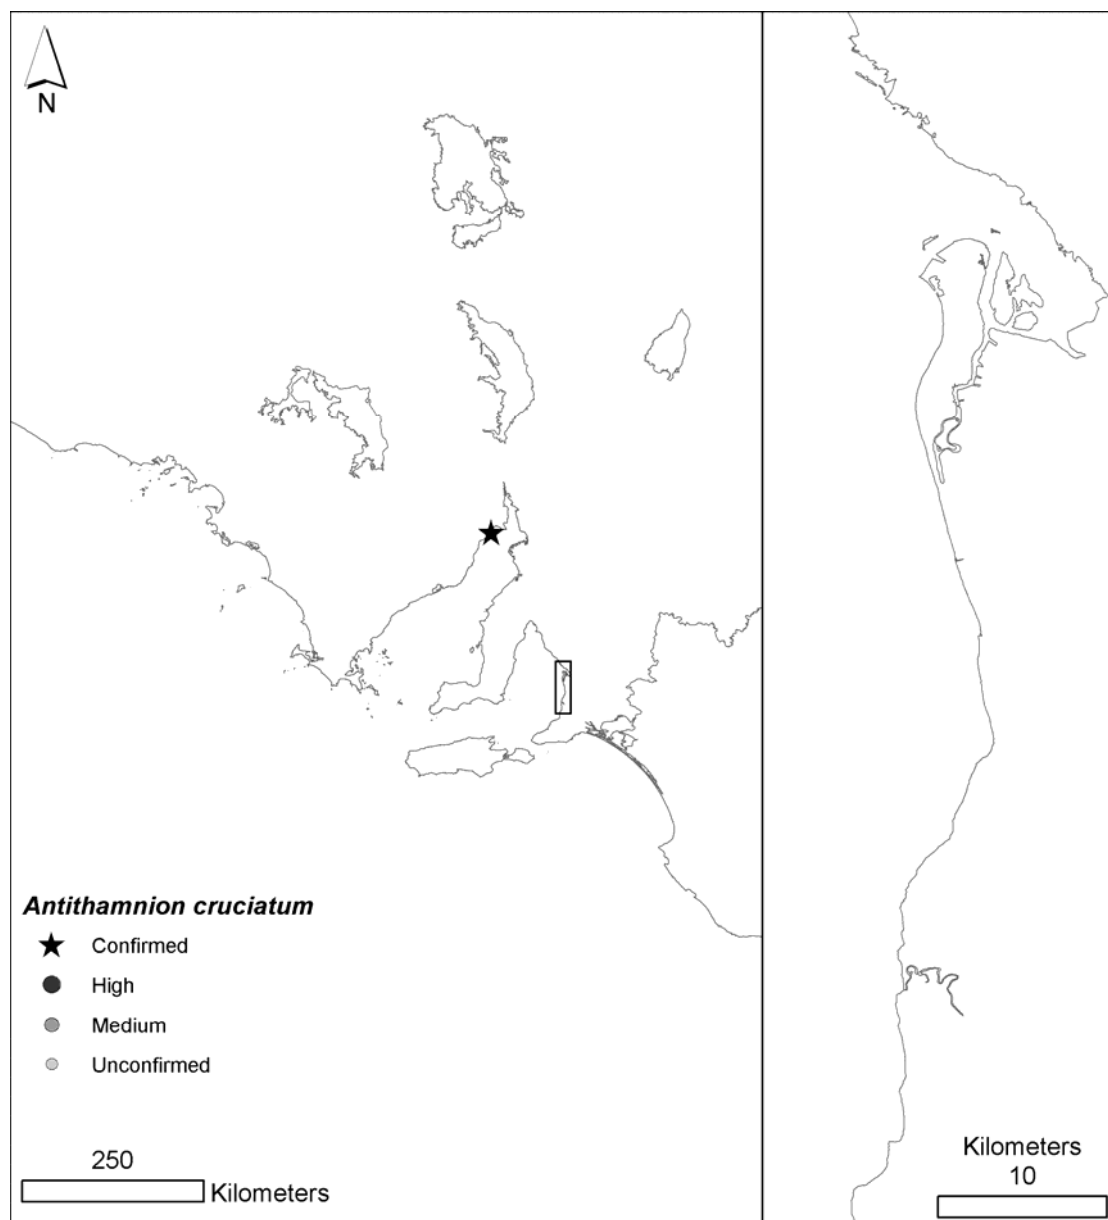 N
Antithamnion cruciatum
Confirmed
High
Medium
Unconfirmed
250
Kilometers
Kilometers
10